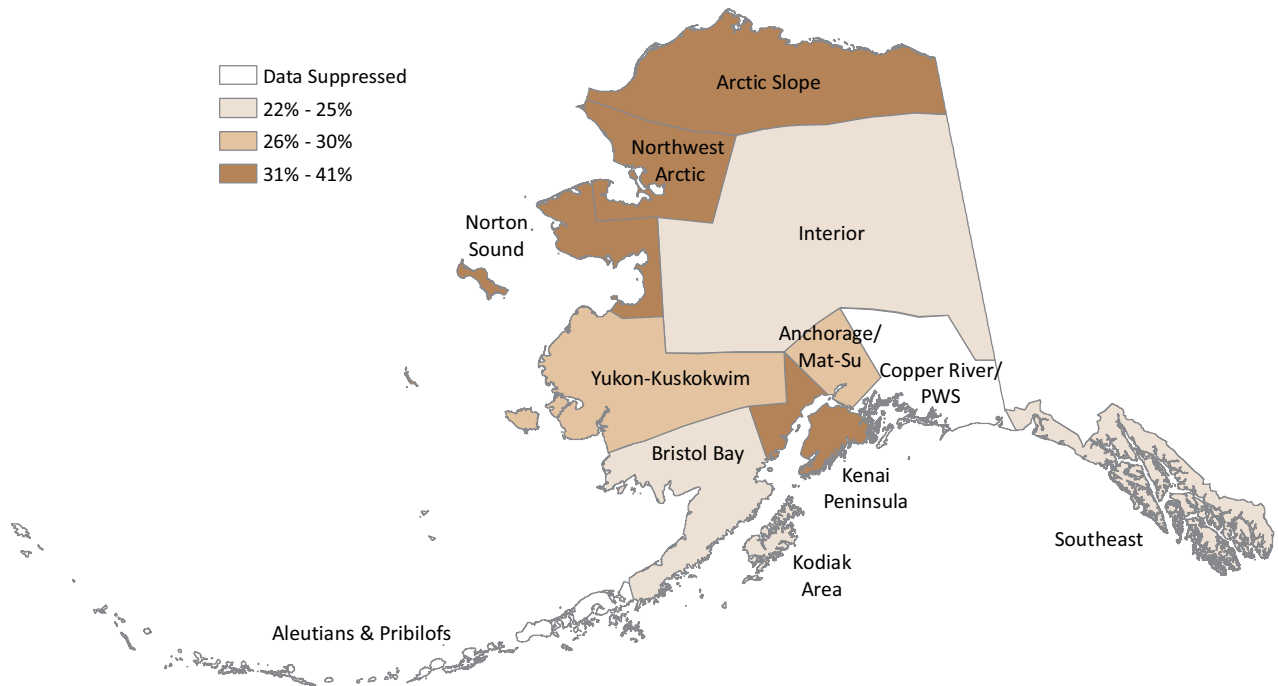 Data Suppressed
22% - 25%
26% - 30%
31% - 41%
Arctic Slope
Northwest
Arctic
Norton
Sound
Interior
Anchorage/
Mat-Su
Yukon-Kuskokwim
Copper River/
PWS
Bristol Bay
Kenai
Peninsula
Southeast
Kodiak
Area
Aleutians & Pribilofs